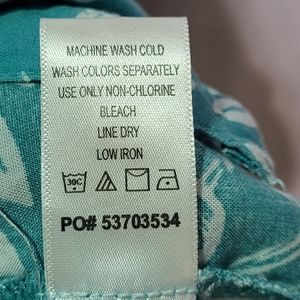 MACHINE WASH COLD
WASH COLORS SEPARATELY
USE ONLY NON-CHLORINE
BLEACH
LINE DRY
LOW IRON
30C
PO# 53703534